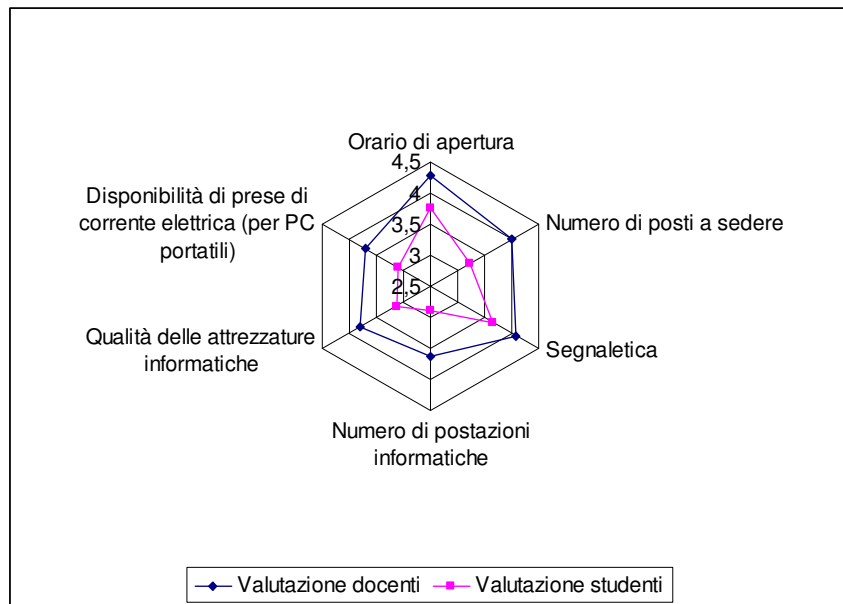 Orario di apertura
4,5
4
3,5
3
2,5
Numero di posti a sedere
Segnaletica
Numero di postazioni
informatiche
Qualità delle attrezzature
informatiche
Disponibilità di prese di
corrente elettrica (per PC
portatili)
Valutazione docenti
Valutazione studenti